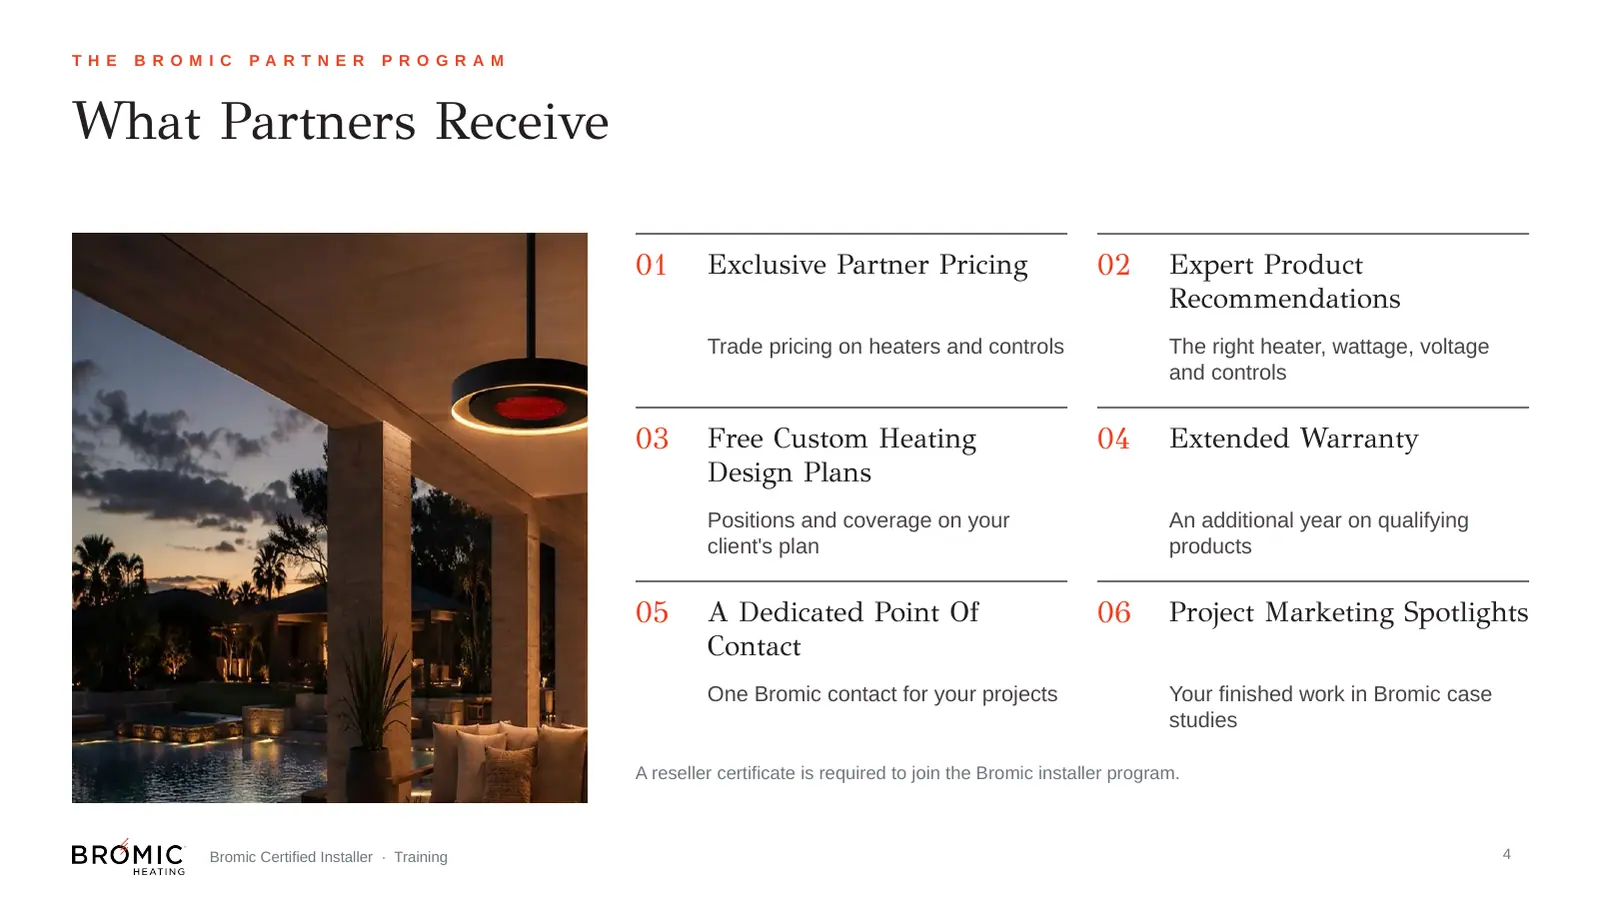 THE BROMIC PARTNER PROGRAM
What Partners Receive
01
Exclusive Partner Pricing
Trade pricing on heaters and controls
02
Expert Product
Recommendations
The right heater, wattage, voltage
and controls
03
Free Custom Heating
Design Plans
Positions and coverage on your
client's plan
04
Extended Warranty
An additional year on qualifying
products
05
A Dedicated Point Of
Contact
One Bromic contact for your projects
06
Project Marketing Spotlights
Your finished work in Bromic case
studies
A reseller certificate is required to join the Bromic installer program.
BROMIC
HEATING
Bromic Certified Installer · Training
4